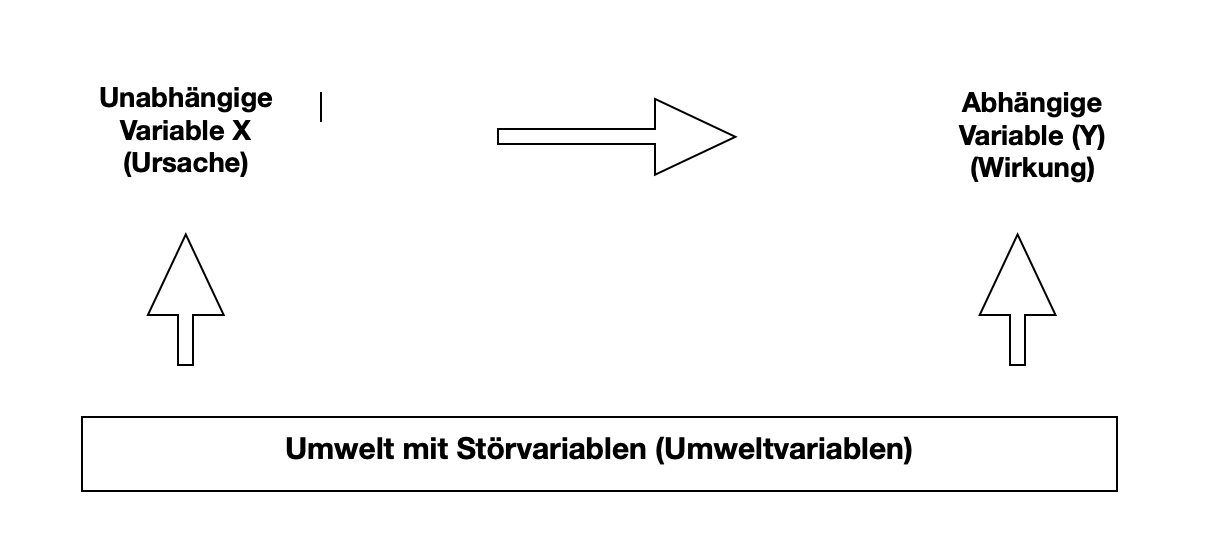 Unabhängige
Variable X
(Ursache)
Abhängige
Variable (Y)
(Wirkung)
Umwelt mit Störvariablen (Umweltvariablen)